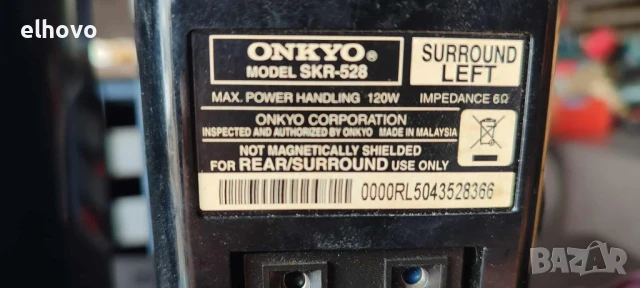 elhovo
ONKYO®
MODEL SKR-528
SURROUND
LEFT
MAX. POWER HANDLING 120W IMPEDANCE 6Ω
ONKYO CORPORATION
INSPECTED AND AUTHORIZED BY ONKYO MADE IN MALAYSIA
NOT MAGNETICALLY SHIELDED
FOR REAR/SURROUND USE ONLY
0000RL5043528366
BAZAR